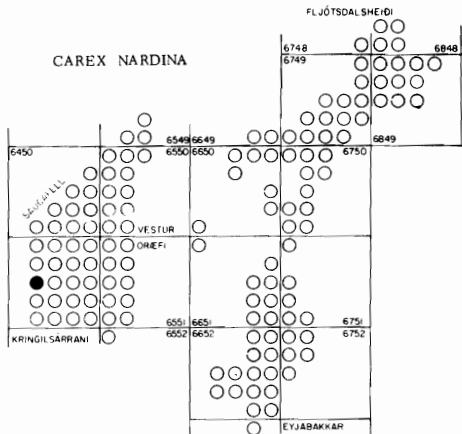 FLJÓTSDALSHEIÐI
CAREX NARDINA
6748 6848
6749
6450 6549 6649 6849
6550 6650 6750
VESTUR
ÖRÆFI
6551 6651 6751
KRINGILSÁRRANI 6552 6652 6752
EYJABAKKAR